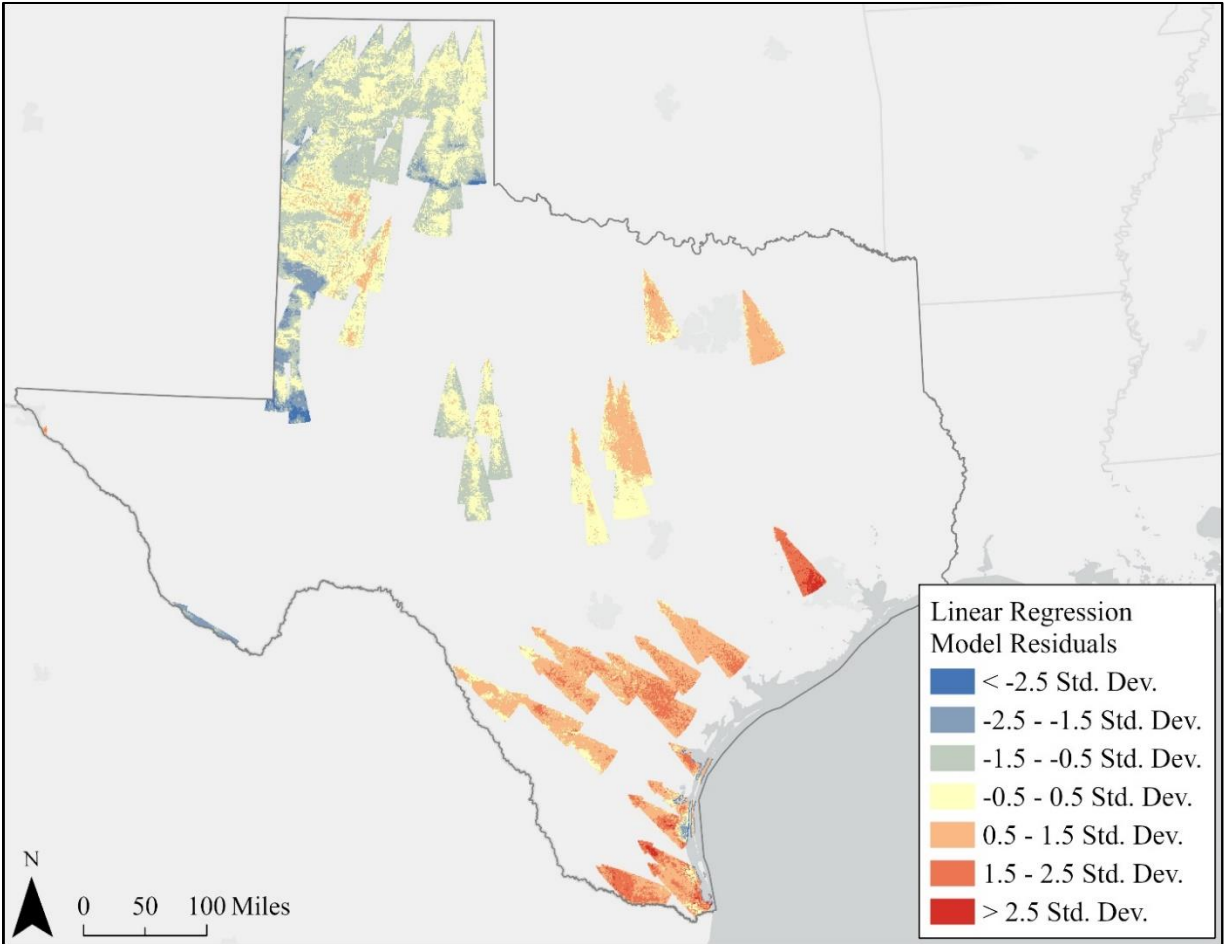 Linear Regression
Model Residuals
< -2.5 Std. Dev.
-2.5 - -1.5 Std. Dev.
-1.5 - -0.5 Std. Dev.
-0.5 - 0.5 Std. Dev.
0.5 - 1.5 Std. Dev.
1.5 - 2.5 Std. Dev.
> 2.5 Std. Dev.
N
0 50 100 Miles